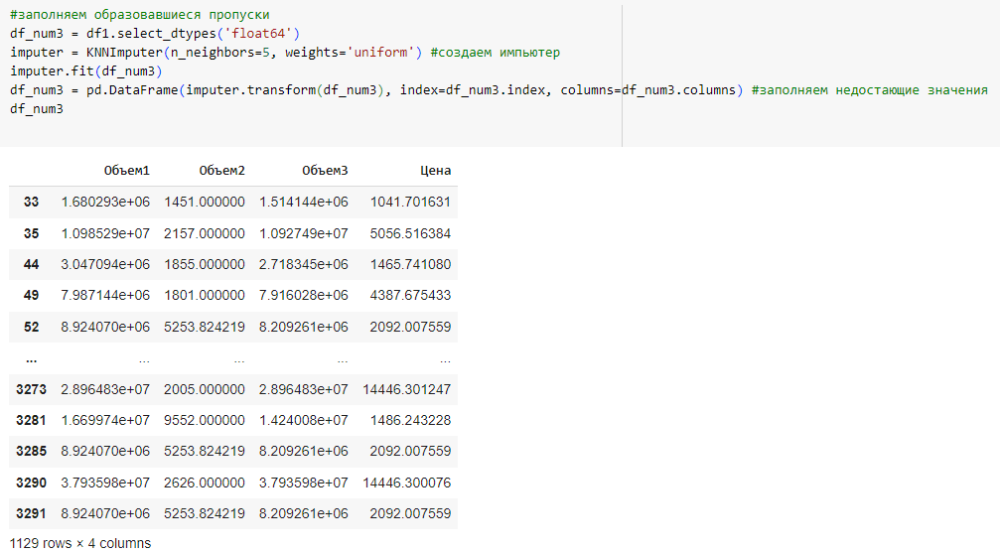 #заполняем образовавшиеся пропуски
df_num3 = df1.select_dtypes('float64')
imputer = KNNImputer(n_neighbors=5, weights='uniform') #создаем импьютер
imputer.fit(df_num3)
df_num3 = pd.DataFrame(imputer.transform(df_num3), index=df_num3.index, columns=df_num3.columns) #заполняем недостающие значения
df_num3
Объем1 Объем2 Объем3 Цена
33 1.680293e+06 1451.000000 1.514144e+06 1041.701631
35 1.098529e+07 2157.000000 1.092749e+07 5056.516384
44 3.047094e+06 1855.000000 2.718345e+06 1465.741080
49 7.987144e+06 1801.000000 7.916028e+06 4387.675433
52 8.924070e+06 5253.824219 8.209261e+06 2092.007559
... ... ... ... ...
3273 2.896483e+07 2005.000000 2.896483e+07 14446.301247
3281 1.669974e+07 9552.000000 1.424008e+07 1486.243228
3285 8.924070e+06 5253.824219 8.209261e+06 2092.007559
3290 3.793598e+07 2626.000000 3.793598e+07 14446.300076
3291 8.924070e+06 5253.824219 8.209261e+06 2092.007559
1129 rows × 4 columns